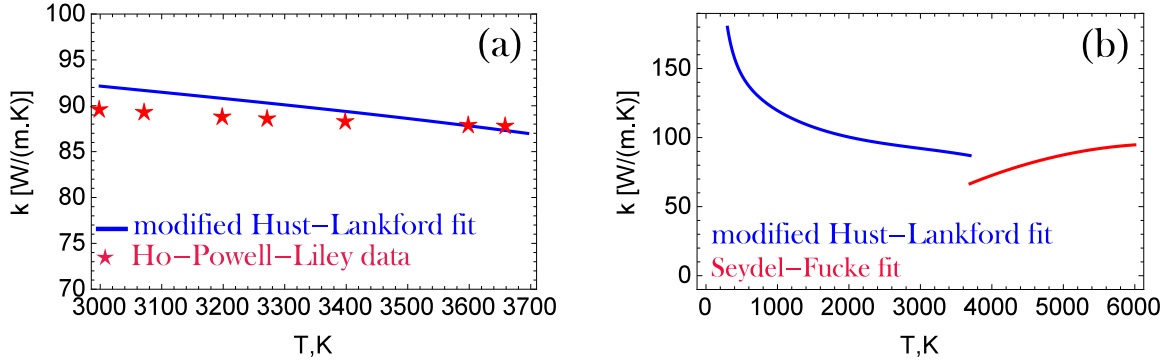 (a)
100
95
90
85
80
75
70
k [W/(m.K)]
modified Hust−Lankford fit
Ho−Powell−Liley data
3000 3100 3200 3300 3400 3500 3600 3700
T,K
(b)
150
100
50
0
k [W/(m.K)]
modified Hust−Lankford fit
Seydel−Fucke fit
0 1000 2000 3000 4000 5000 6000
T,K